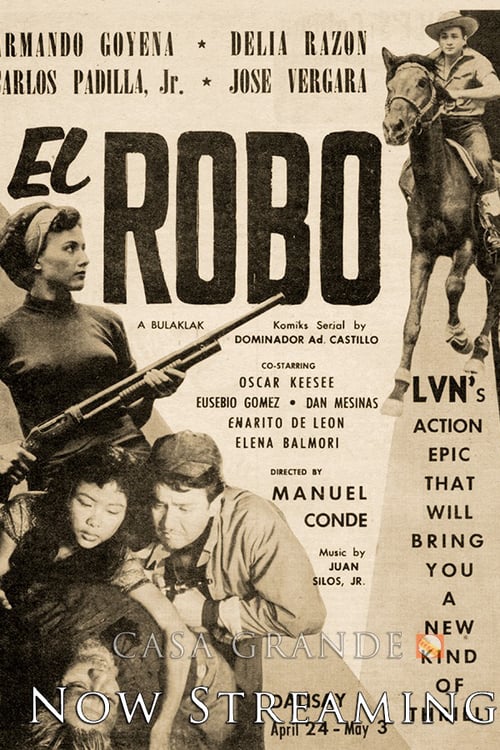 ARMANDO GOYENA ★ DELIA RAZON
CARLOS PADILLA, Jr. ★ JOSE VERGARA
EL ROBO
A BULAKLAK Komiks Serial by
DOMINADOR Ad. CASTILLO
CO-STARRING
OSCAR KEESEE
EUSEBIO GOMEZ • DAN MESINAS
ENARITO DE LEON
ELENA BALMORI
DIRECTED BY
MANUEL
CONDE
Music by
JUAN
SILOS, JR.
LVN's
ACTION
EPIC
THAT
WILL
BRING
YOU
A
NEW
KIND
OF
CASA GRANDE
NOW STREAMING
April 24 - May 3